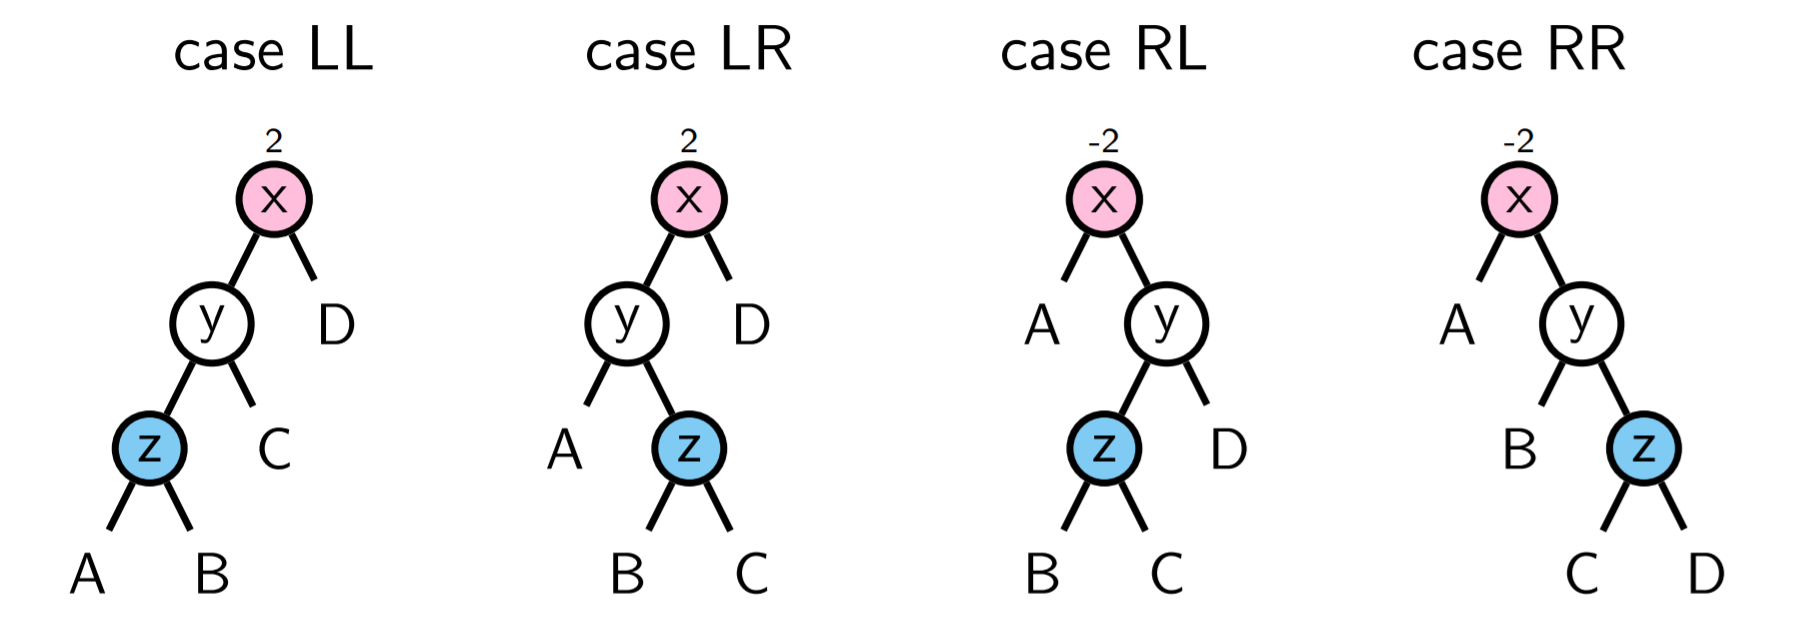 case LL case LR case RL case RR
2 2 -2 -2
x x x x
y D y D A y A y
z C A z z D B z
A B B C B C C D